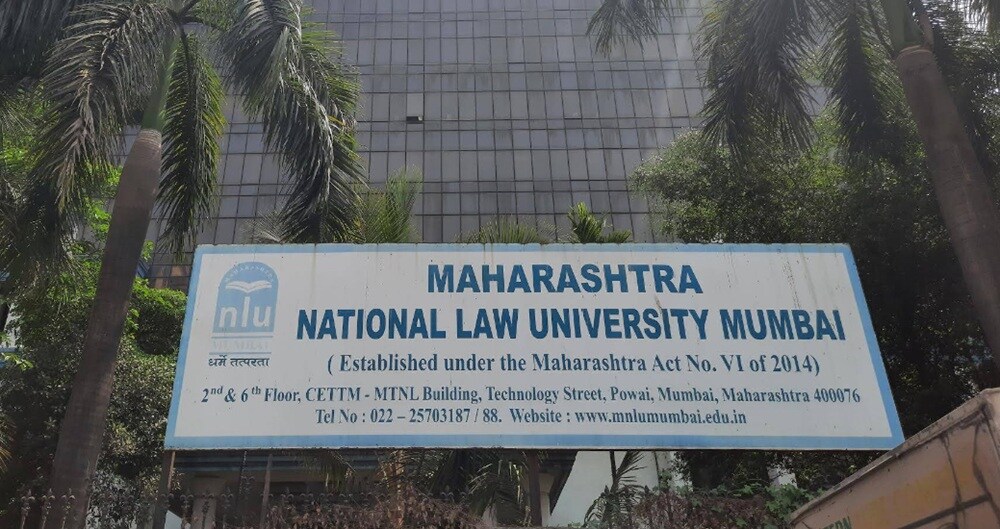 nlu
MUMBAI
धर्मे तत्परता
MAHARASHTRA
NATIONAL LAW UNIVERSITY MUMBAI
( Established under the Maharashtra Act No. VI of 2014)
2nd & 6th Floor, CETTM - MTNL Building, Technology Street, Powai, Mumbai, Maharashtra 400076
Tel No : 022 – 25703187 / 88. Website : www.mnlumumbai.edu.in